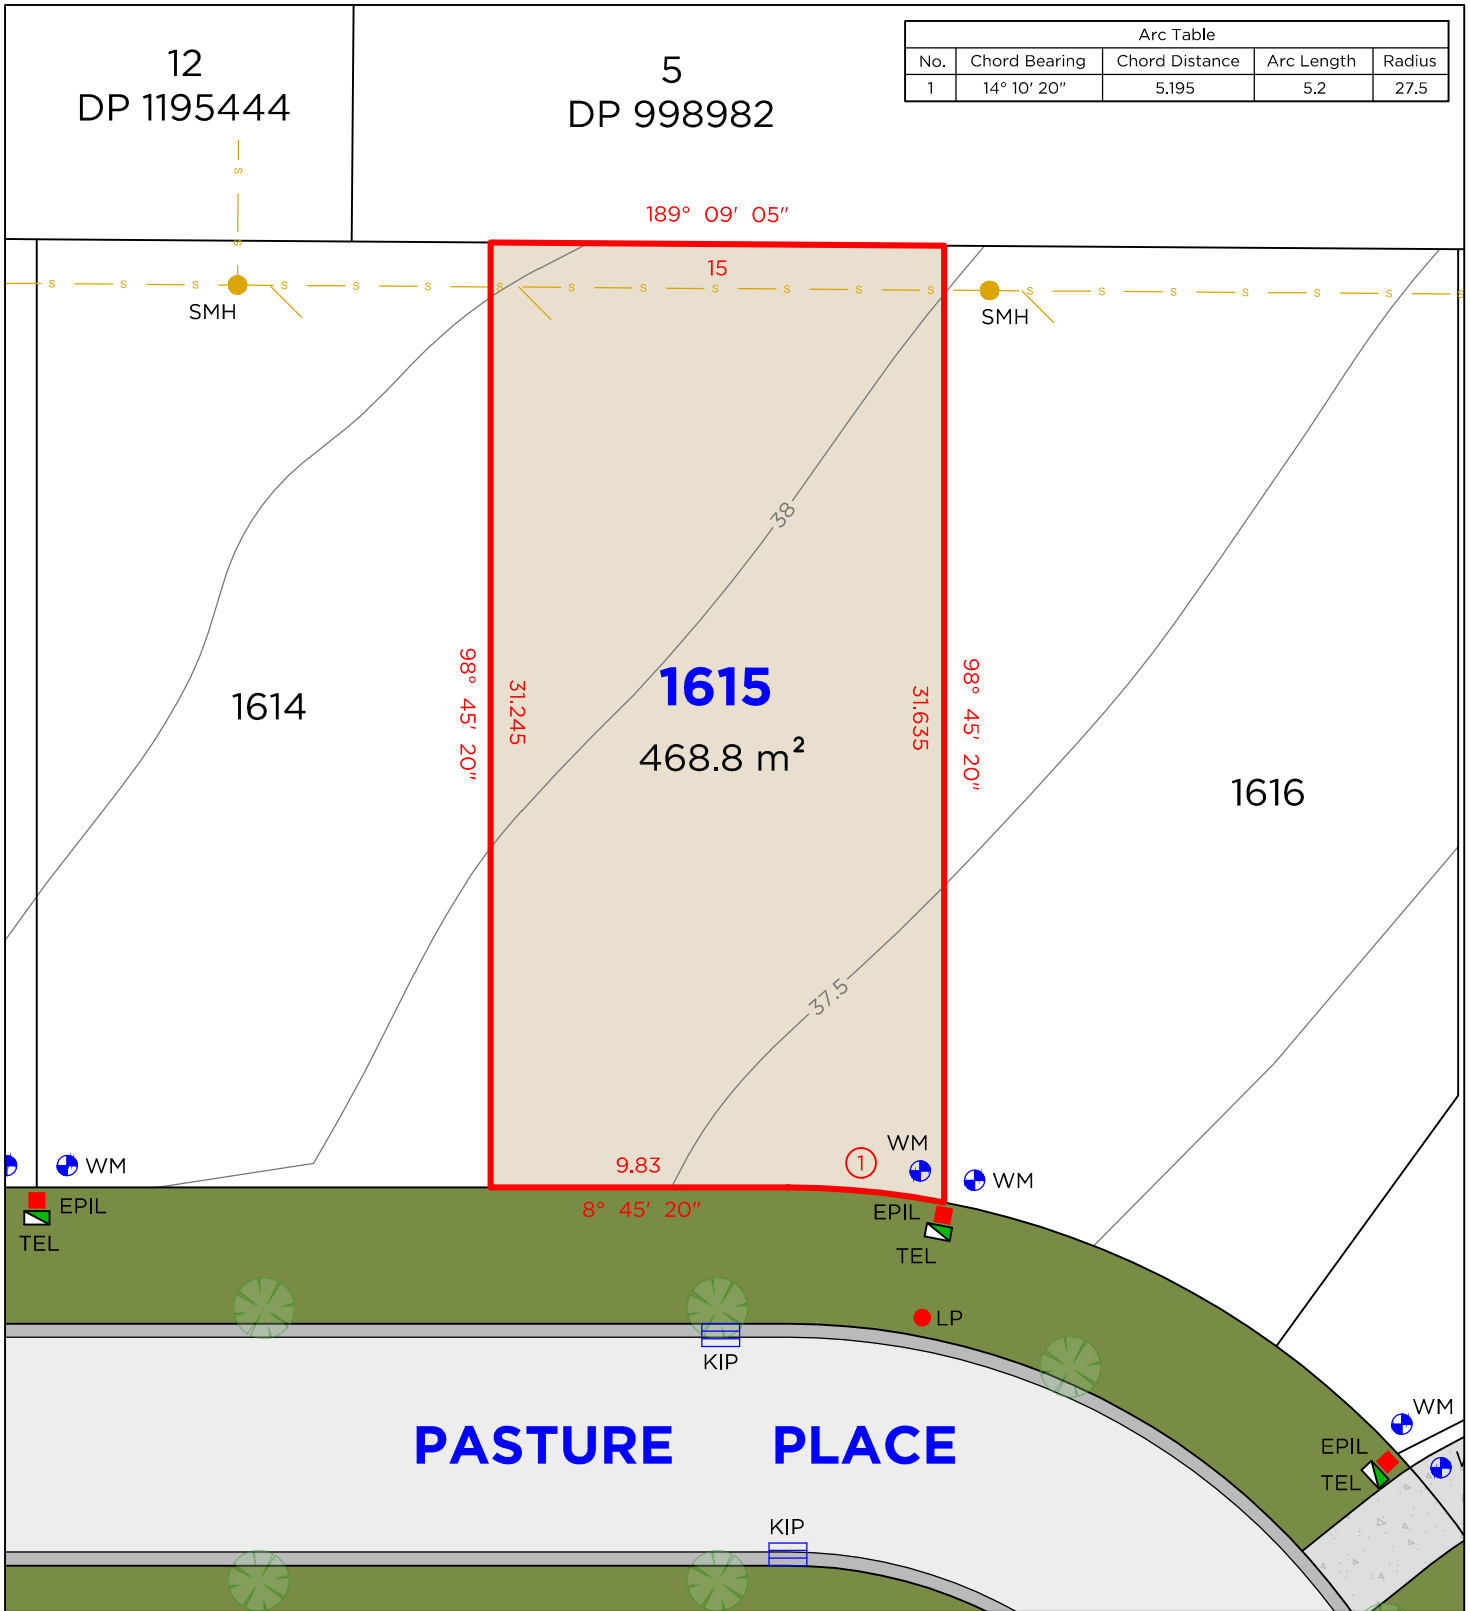 Arc Table
No. Chord Bearing Chord Distance Arc Length Radius
1 14° 10' 20" 5.195 5.2 27.5
12
DP 1195444
5
DP 998982
189° 09' 05"
15
S
S
S S S S S S S S S S S S S S S S S S
SMH
SMH
38
98° 45' 20"
31.245
1615
468.8 m²
31.635
98° 45' 20"
1614
1616
37.5
WM
9.83
1
WM
WM
EPIL
TEL
8° 45' 20"
EPIL
TEL
LP
KIP
PASTURE PLACE
WM
EPIL
TEL
KIP